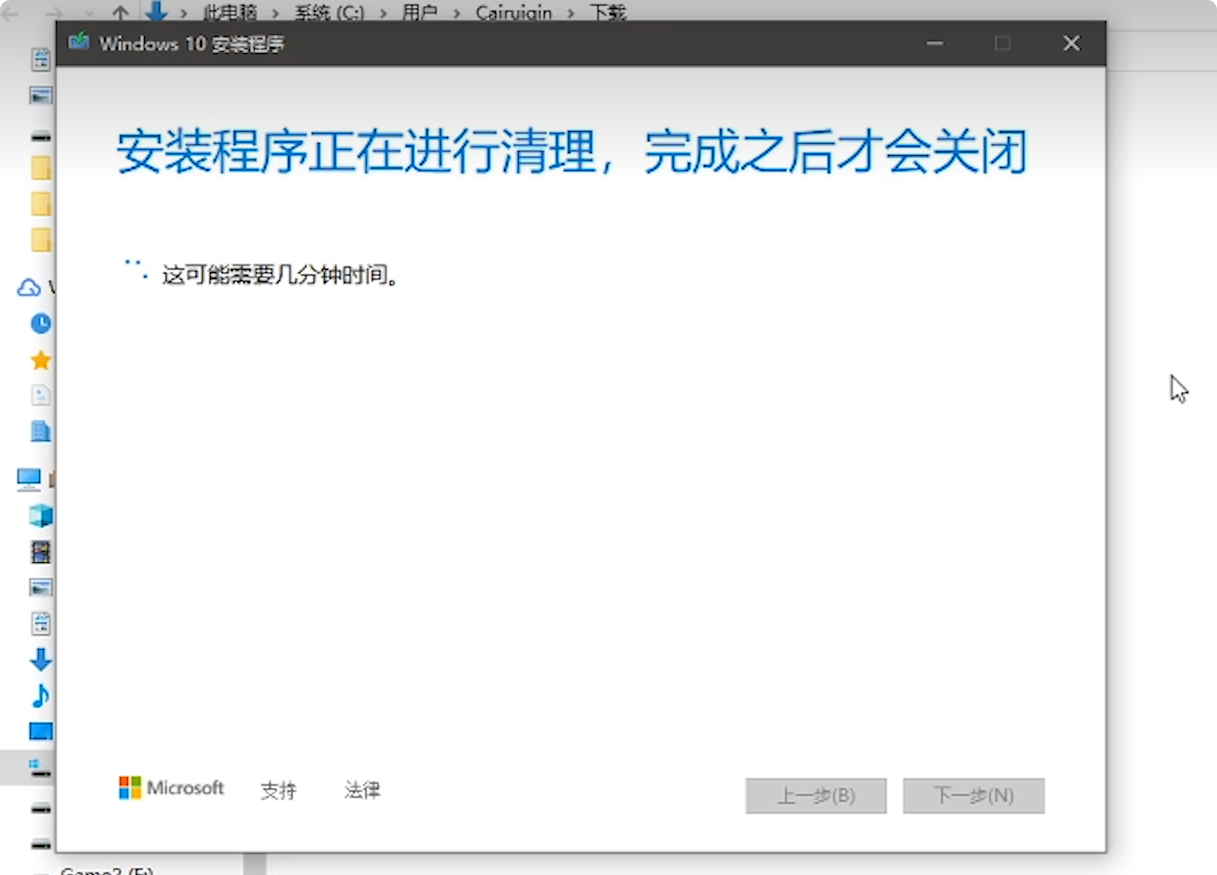 此电脑 › 系统 (C:) › 用户 › Cairuiqin › 下载
Windows 10 安装程序
安装程序正在进行清理，完成之后才会关闭
这可能需要几分钟时间。
Microsoft 支持 法律 上一步(B) 下一步(N)